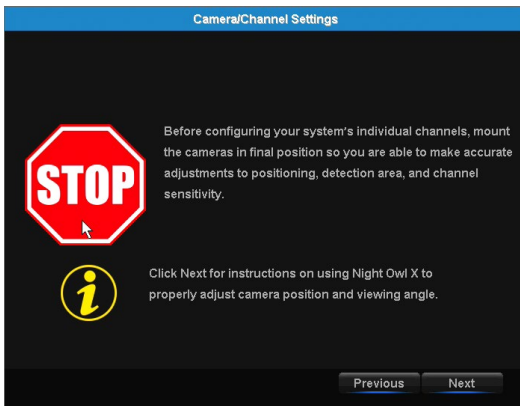 Camera/Channel Settings
Before configuring your system's individual channels, mount
the cameras in final position so you are able to make accurate
adjustments to positioning, detection area, and channel
sensitivity.
STOP
Click Next for instructions on using Night Owl X to
properly adjust camera position and viewing angle.
i
Previous
Next